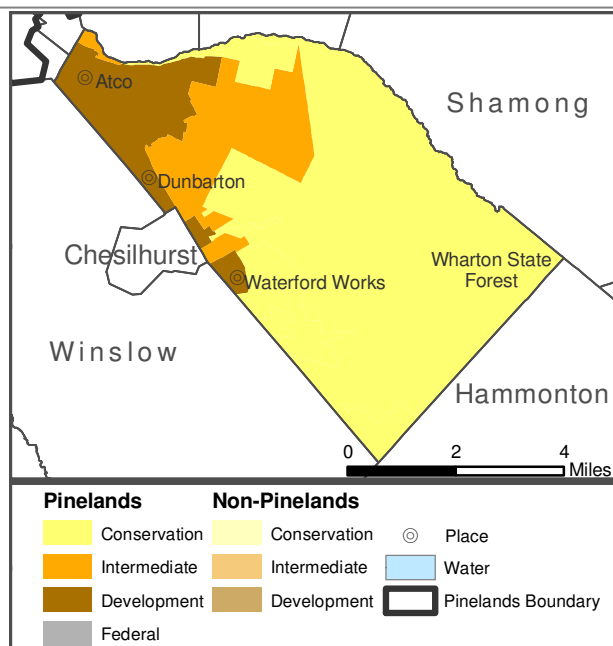 Atco
Shamong
Dunbarton
Chesilhurst
Wharton State
Forest
Waterford Works
Winslow
Hammonton
0 2 4
Miles
Pinelands Non-Pinelands
Conservation Conservation Place
Intermediate Intermediate Water
Development Development Pinelands Boundary
Federal